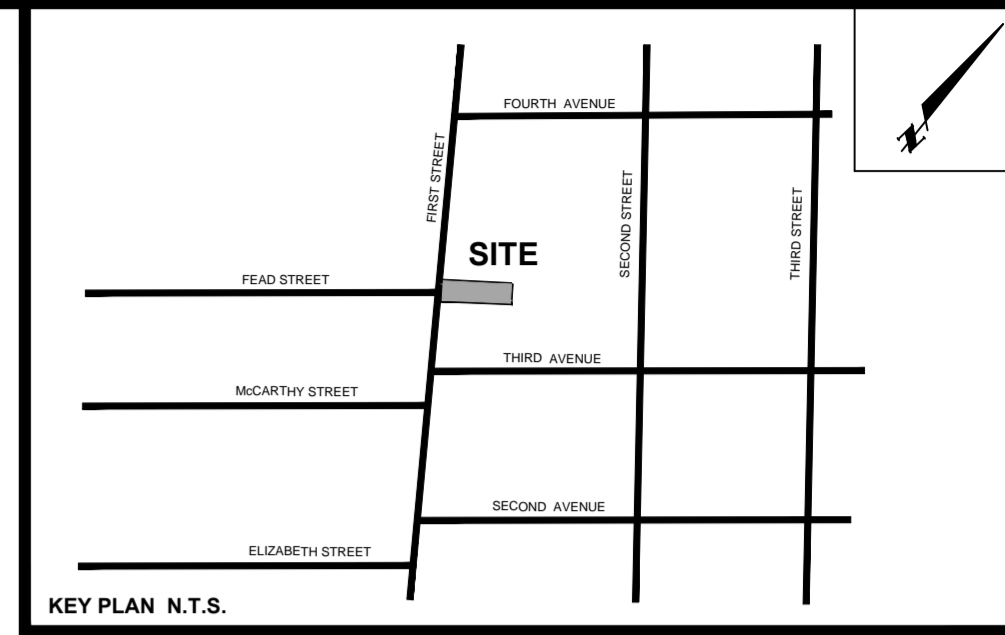 FOURTH AVENUE
N
FIRST STREET
SECOND STREET
THIRD STREET
SITE
FEAD STREET
THIRD AVENUE
McCARTHY STREET
SECOND AVENUE
ELIZABETH STREET
KEY PLAN N.T.S.